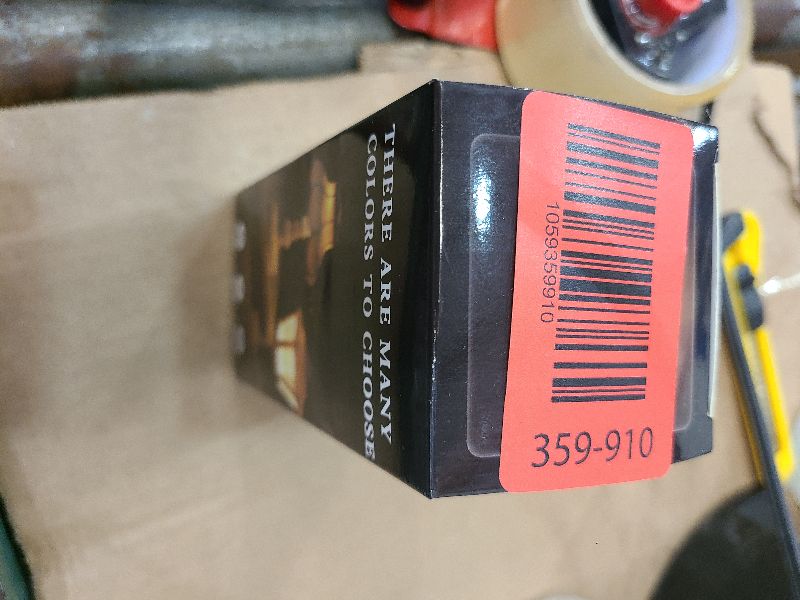 THERE ARE MANY
COLORS TO CHOOSE
1059359910
359-910